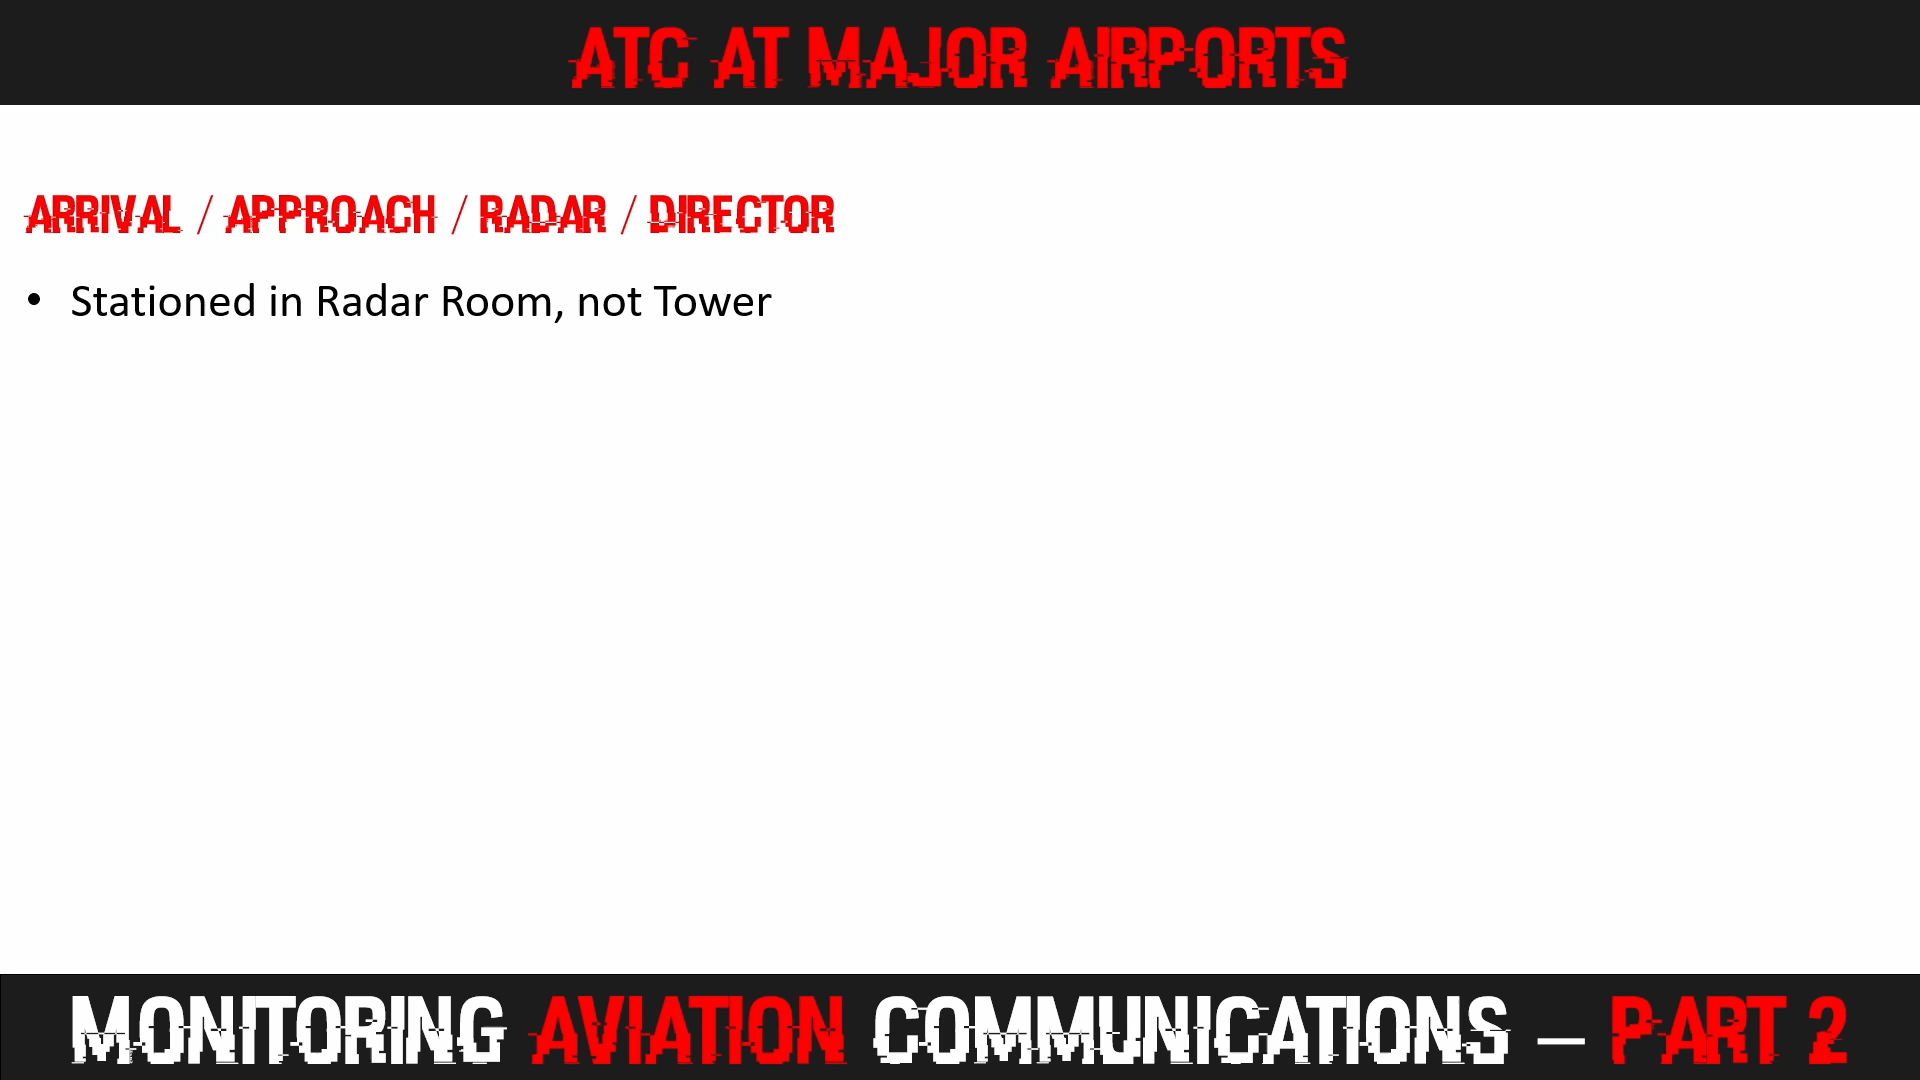 ATC AT MAJOR AIRPORTS
ARRIVAL / APPROACH / RADAR / DIRECTOR
• Stationed in Radar Room, not Tower
MONITORING AVIATION COMMUNICATIONS – PART 2